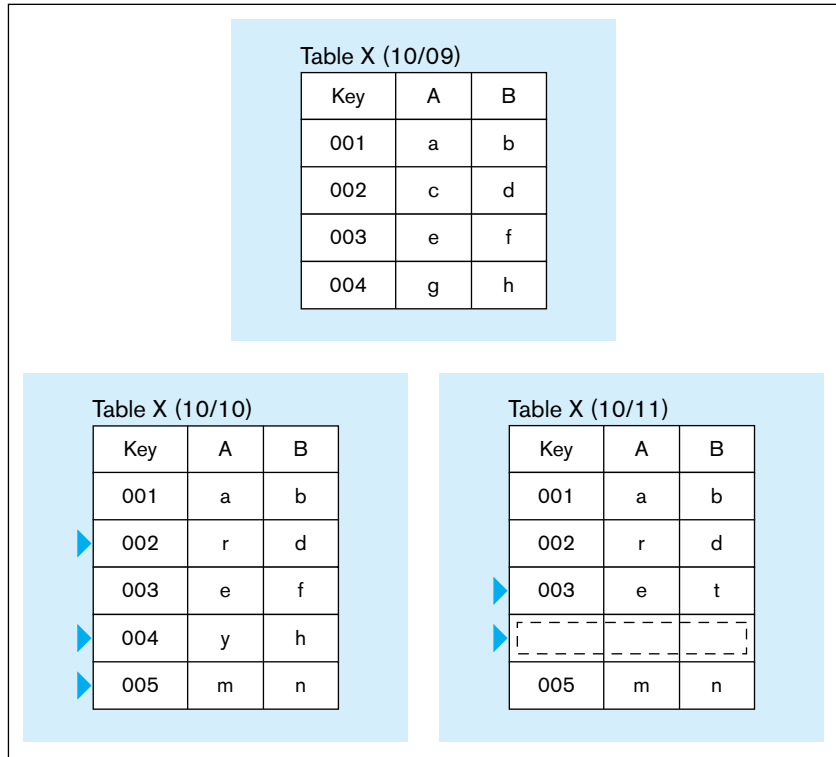 Table X (10/09)
Key A B
001 a b
002 c d
003 e f
004 g h
Table X (10/10)
Key A B
001 a b
002 r d
003 e f
004 y h
005 m n
Table X (10/11)
Key A B
001 a b
002 r d
003 e t
005 m n